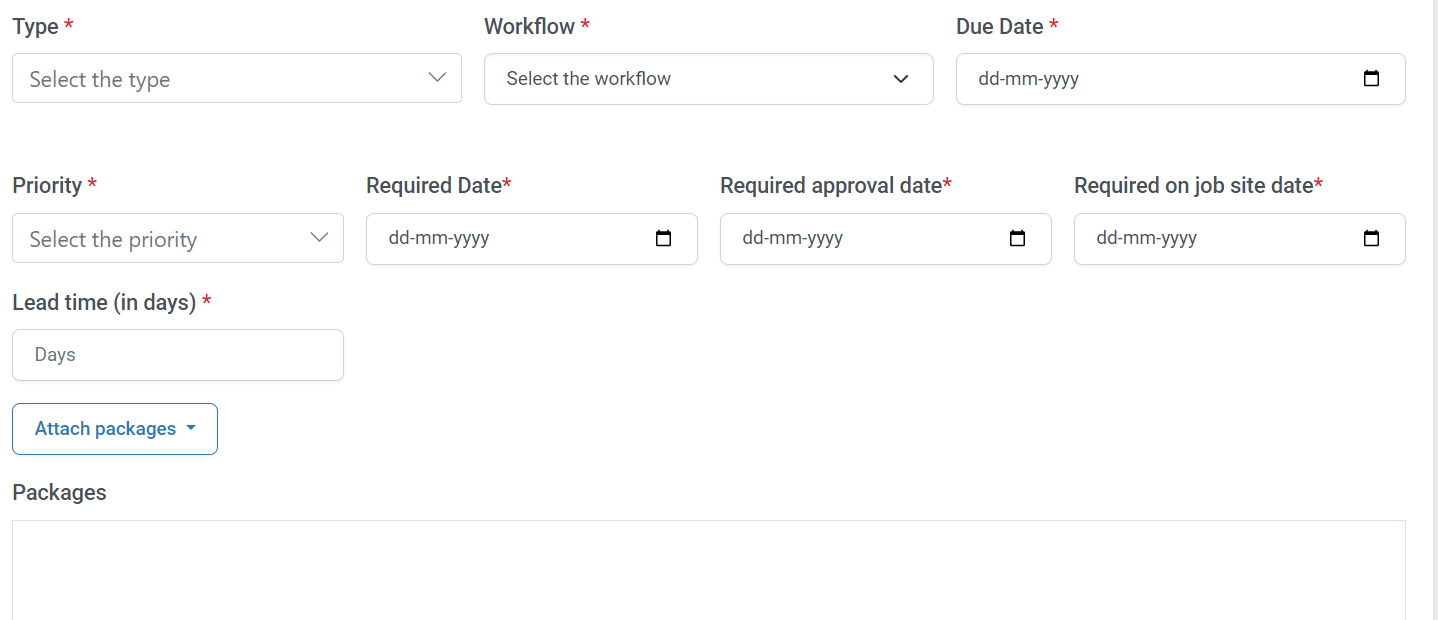 Type * Workflow * Due Date *
Select the type Select the workflow dd-mm-yyyy
Priority * Required Date* Required approval date* Required on job site date*
Select the priority dd-mm-yyyy dd-mm-yyyy dd-mm-yyyy
Lead time (in days) *
Days
Attach packages
Packages